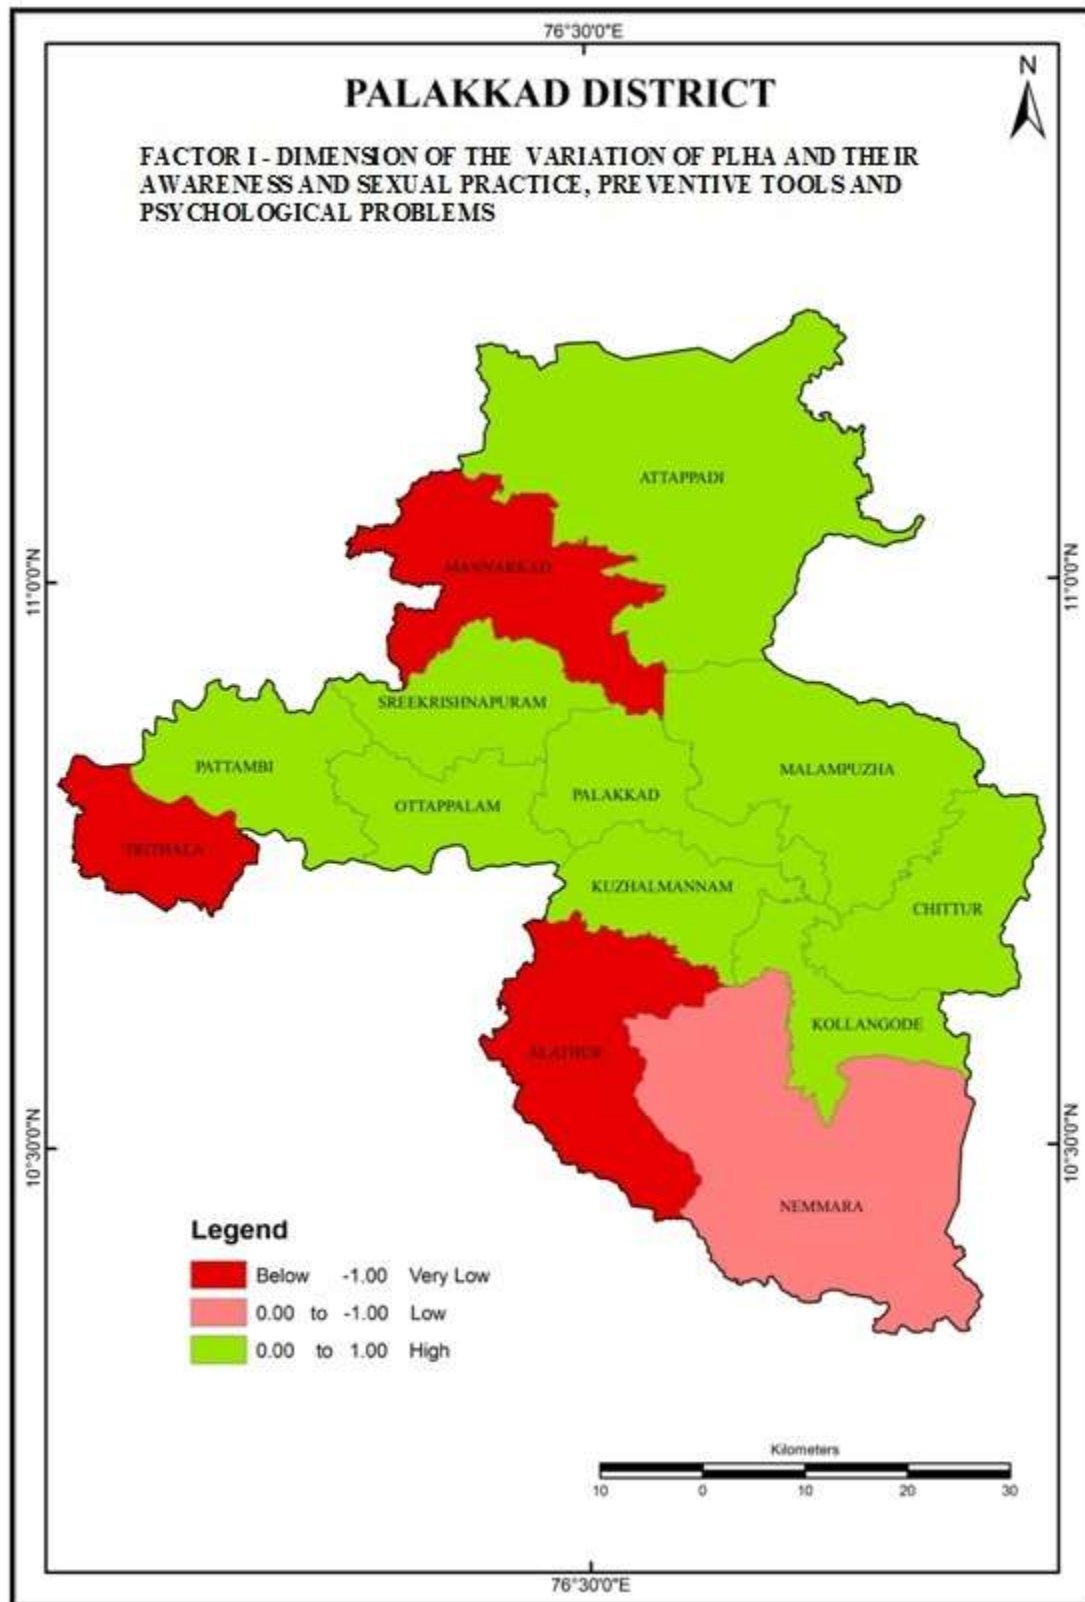 76°30'0"E
N
PALAKKAD DISTRICT
FACTOR I - DIMENSION OF THE VARIATION OF PLHA AND THEIR
AWARENESS AND SEXUAL PRACTICE, PREVENTIVE TOOLS AND
PSYCHOLOGICAL PROBLEMS
ATTAPPADI
11°0'0"N
11°0'0"N
MANNARKAD
SREEKRISHNAPURAM
PATTAMBI
MALAMPUZHA
OTTAPPALAM
PALAKKAD
TRITHALA
KUZHALMANNAM
CHITTUR
KOLLANGODE
ALATHUR
10°30'0"N
10°30'0"N
NEMMARA
Legend
Below -1.00 Very Low
0.00 to -1.00 Low
0.00 to 1.00 High
Kilometers
10 0 10 20 30
76°30'0"E